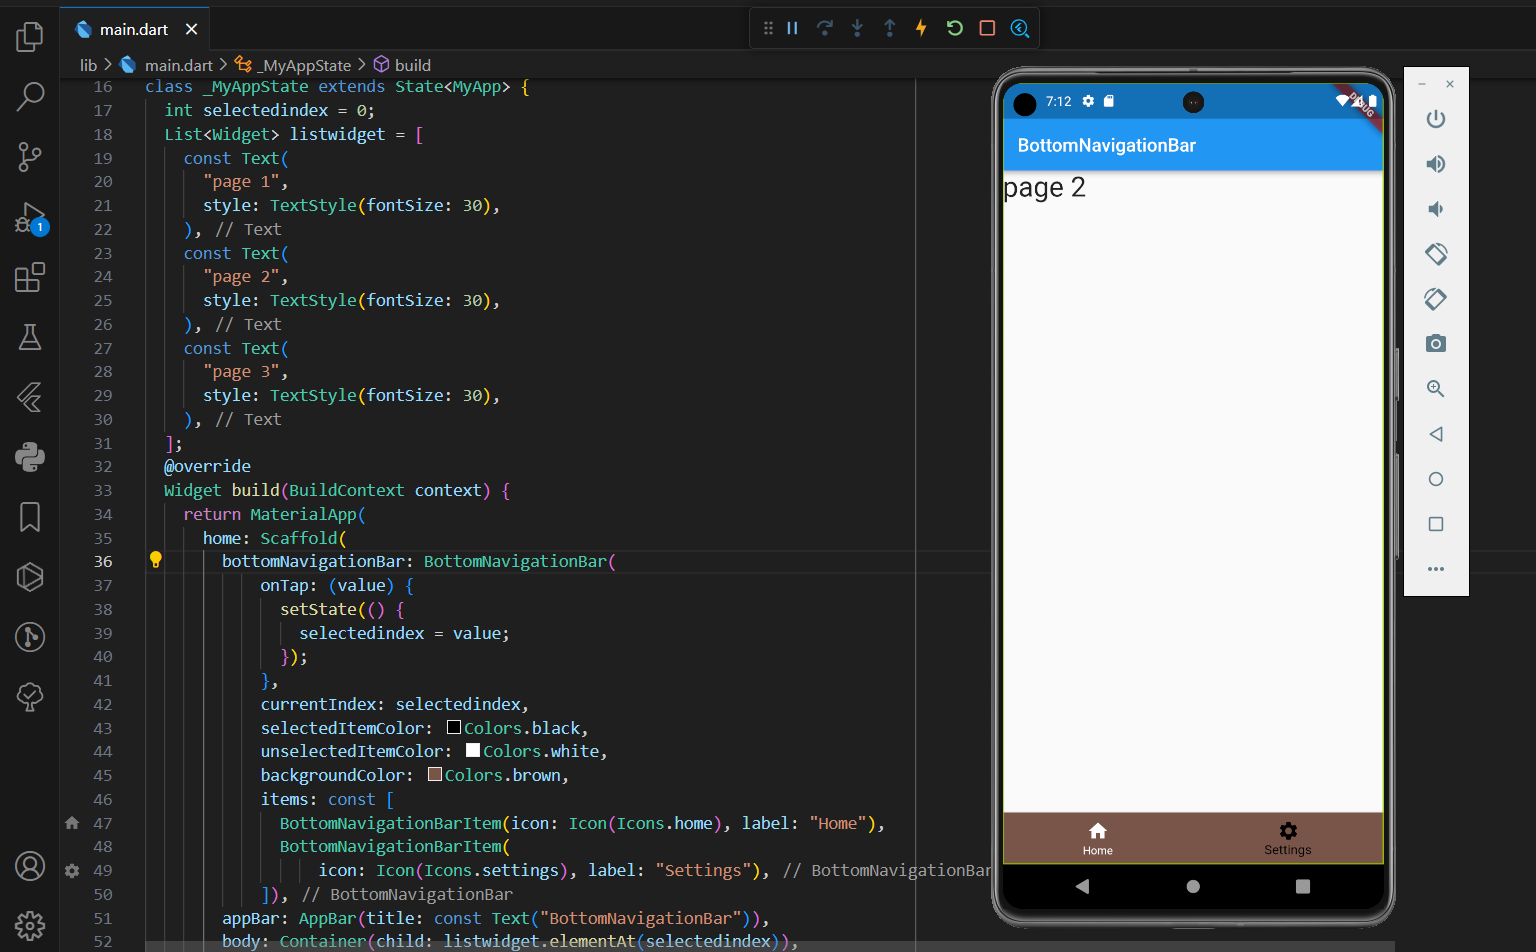 main.dart
lib > main.dart > _MyAppState > build
16 class _MyAppState extends State<MyApp> {
17 int selectedindex = 0;
18 List<Widget> listwidget = [
19 const Text(
20 "page 1",
21 style: TextStyle(fontSize: 30),
22 ), // Text
23 const Text(
24 "page 2",
25 style: TextStyle(fontSize: 30),
26 ), // Text
27 const Text(
28 "page 3",
29 style: TextStyle(fontSize: 30),
30 ), // Text
31 ];
32 @override
33 Widget build(BuildContext context) {
34 return MaterialApp(
35 home: Scaffold(
36 bottomNavigationBar: BottomNavigationBar(
37 onTap: (value) {
38 setState(() {
39 selectedindex = value;
40 });
41 },
42 currentIndex: selectedindex,
43 selectedItemColor: Colors.black,
44 unselectedItemColor: Colors.white,
45 backgroundColor: Colors.brown,
46 items: const [
47 BottomNavigationBarItem(icon: Icon(Icons.home), label: "Home"),
48 BottomNavigationBarItem(
49 icon: Icon(Icons.settings), label: "Settings"), // BottomNavigationBar
50 ]), // BottomNavigationBar
51 appBar: AppBar(title: const Text("BottomNavigationBar")),
52 body: Container(child: listwidget.elementAt(selectedindex)),
1
7:12
DEBUG
BottomNavigationBar
page 2
Home
Settings